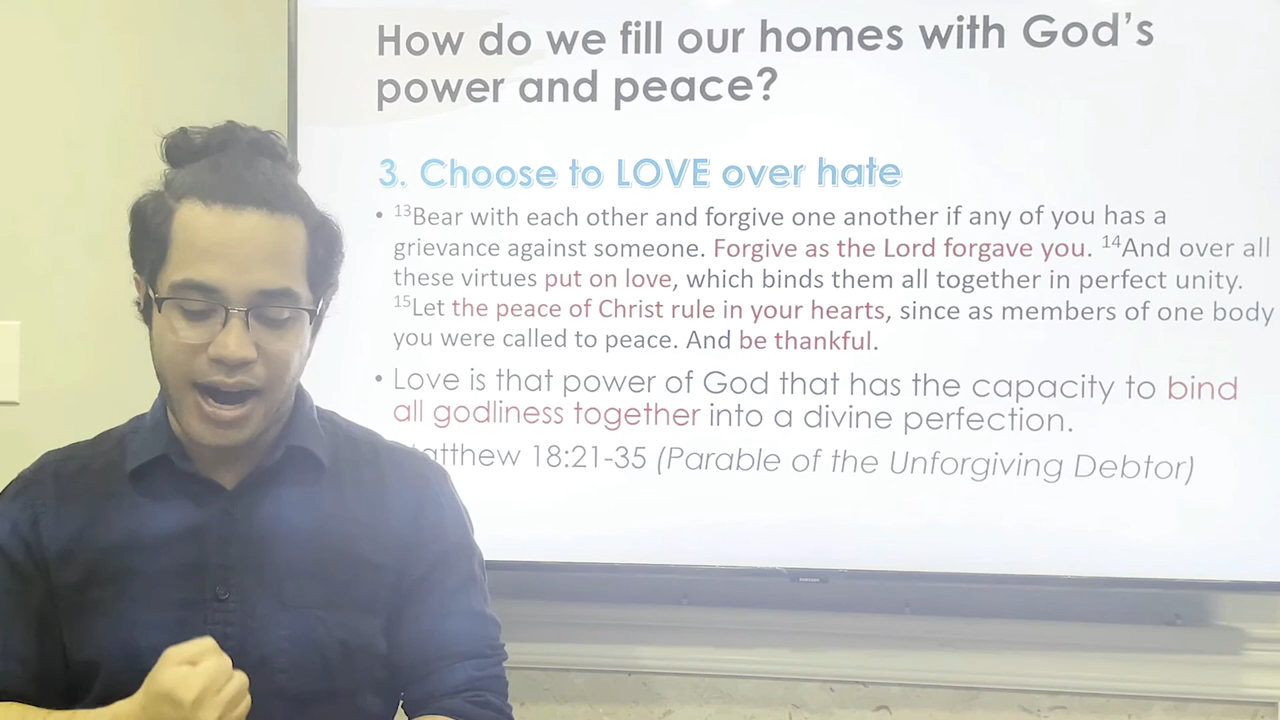 How do we fill our homes with God's
power and peace?
3. Choose to LOVE over hate
• 13Bear with each other and forgive one another if any of you has a
grievance against someone. Forgive as the Lord forgave you. 14And over all
these virtues put on love, which binds them all together in perfect unity.
15Let the peace of Christ rule in your hearts, since as members of one body
you were called to peace. And be thankful.
• Love is that power of God that has the capacity to bind
all godliness together into a divine perfection.
atthew 18:21-35 (Parable of the Unforgiving Debtor)
SAMSUNG